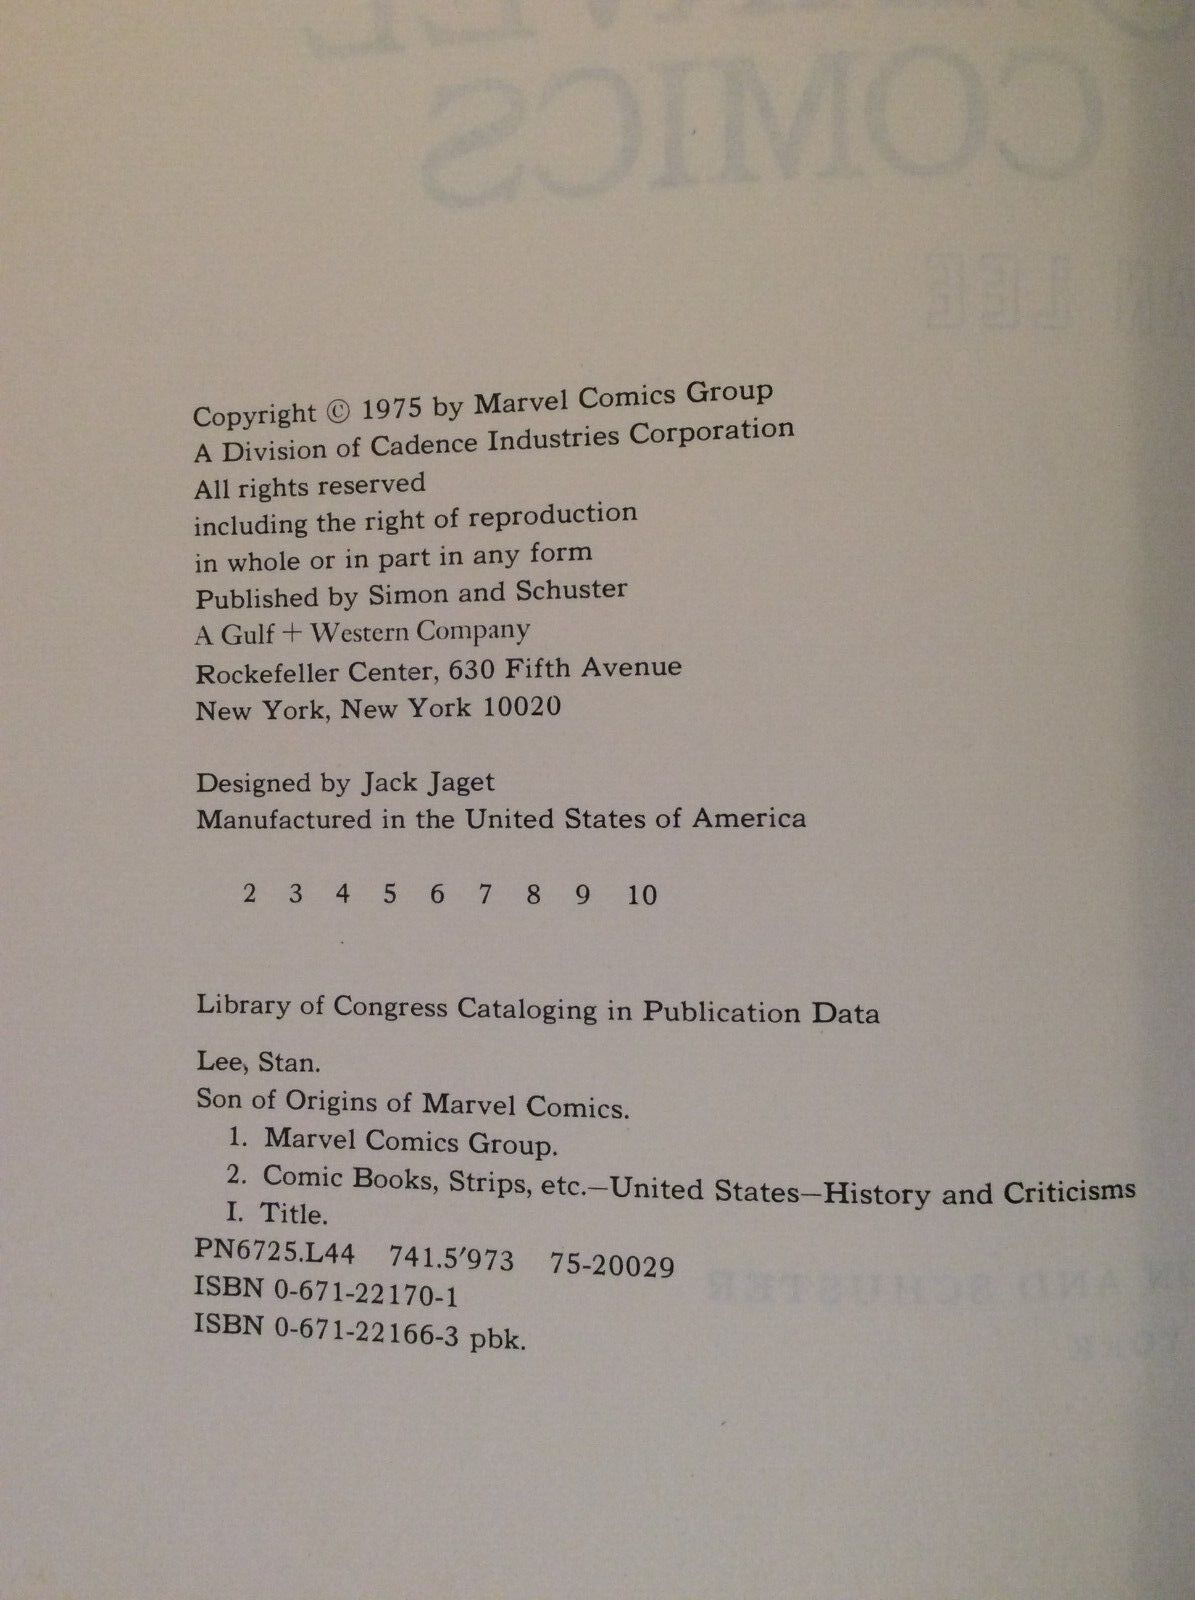 COMICS
LEE
Copyright © 1975 by Marvel Comics Group
A Division of Cadence Industries Corporation
All rights reserved
including the right of reproduction
in whole or in part in any form
Published by Simon and Schuster
A Gulf + Western Company
Rockefeller Center, 630 Fifth Avenue
New York, New York 10020
Designed by Jack Jaget
Manufactured in the United States of America
2 3 4 5 6 7 8 9 10
Library of Congress Cataloging in Publication Data
Lee, Stan.
Son of Origins of Marvel Comics.
1. Marvel Comics Group.
2. Comic Books, Strips, etc.—United States—History and Criticisms
I. Title.
PN6725.L44 741.5′973 75-20029
ISBN 0-671-22170-1
ISBN 0-671-22166-3 pbk.
AND SCHUSTER